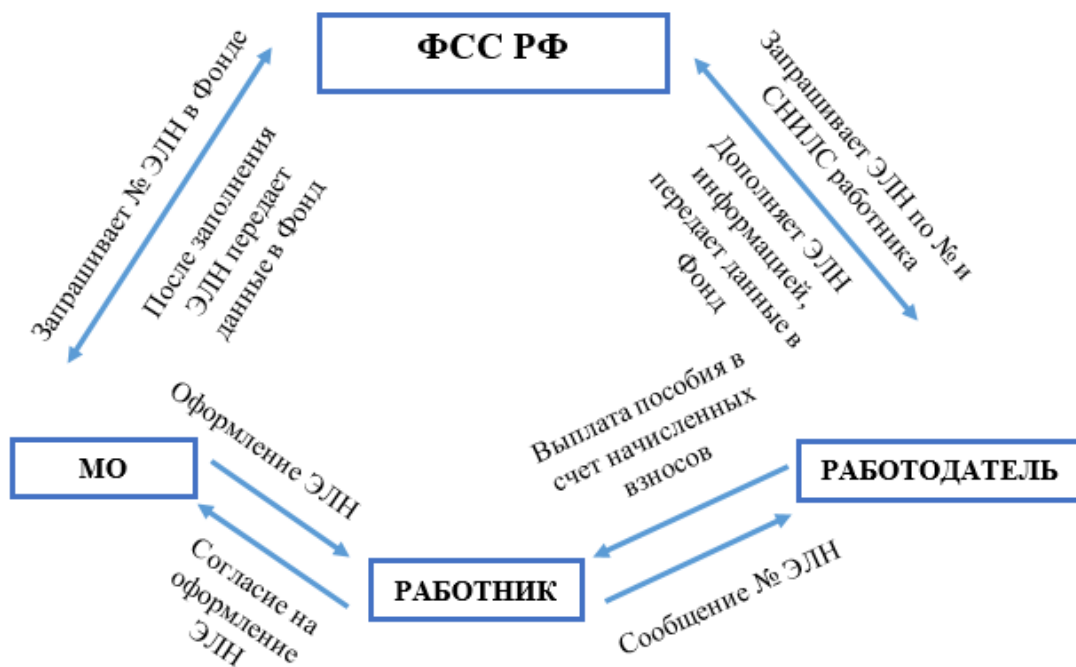 ФСС РФ
Запрашивает № ЭЛН в Фонде
После заполнения
ЭЛН передает
данные в Фонд
Запрашивает ЭЛН по № и
СНИЛС работника
Дополняет ЭЛН
информацией,
передает данные в
Фонд
МО
Оформление ЭЛН
Согласие на
оформление
ЭЛН
РАБОТНИК
Выплата пособия в
счет начисленных
взносов
Сообщение № ЭЛН
РАБОТОДАТЕЛЬ